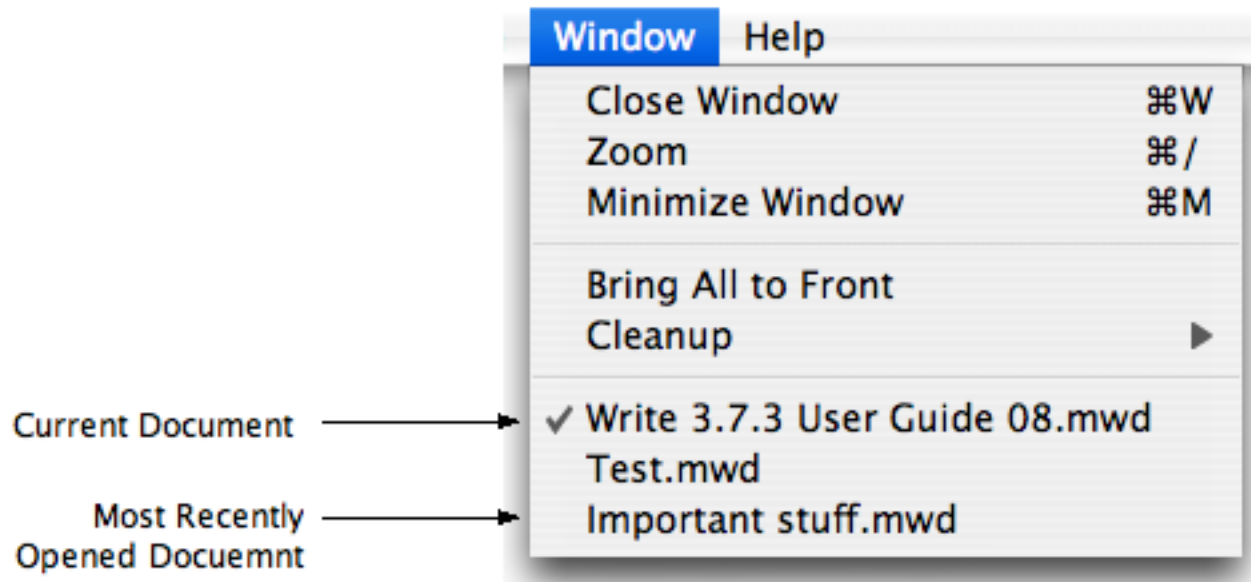 Window Help
Close Window ⌘W
Zoom ⌘/
Minimize Window ⌘M
Bring All to Front
Cleanup
Current Document
Write 3.7.3 User Guide 08.mwd
Test.mwd
Most Recently
Opened Docuemnt
Important stuff.mwd